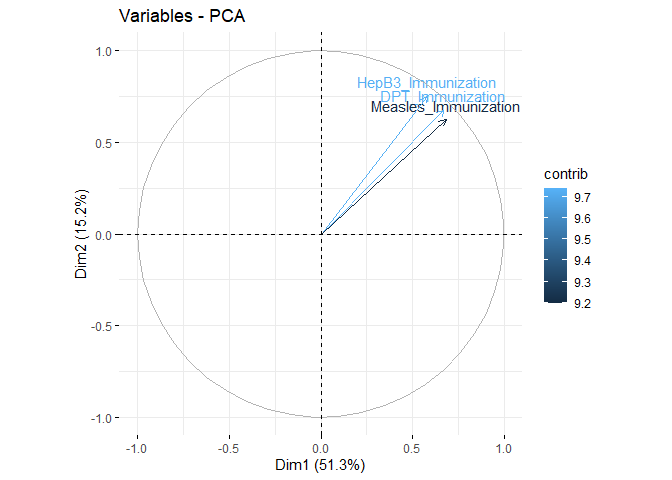 Variables - PCA
1.0
0.5
0.0
-0.5
-1.0
Dim2 (15.2%)
HepB3_Immunization
DPT_Immunization
Measles_Immunization
-1.0
-0.5
0.0
0.5
1.0
Dim1 (51.3%)
contrib
9.7
9.6
9.5
9.4
9.3
9.2